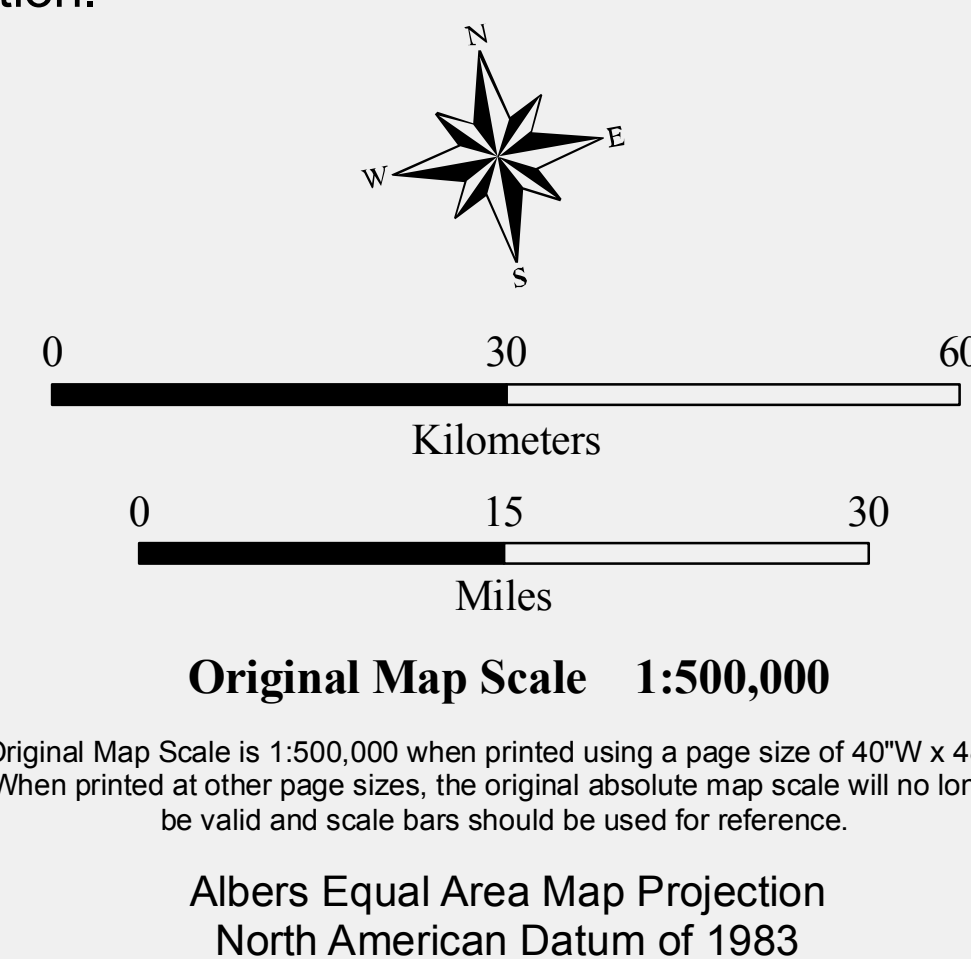 N
W E
S
0 30
Kilometers
0 15 30
Miles
Original Map Scale 1:500,000
Original Map Scale is 1:500,000 when printed using a page size of 40"W x
When printed at other page sizes, the original absolute map scale will no
be valid and scale bars should be used for reference.
Albers Equal Area Map Projection
North American Datum of 1983